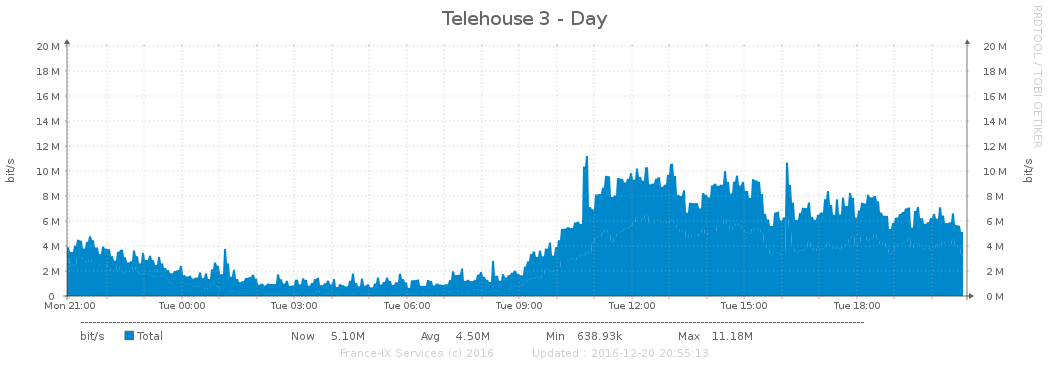 Telehouse 3 - Day
RRDTOOL / TOBI OETIKER
bit/s
20 M 20 M
18 M 18 M
16 M 16 M
14 M 14 M
12 M 12 M
10 M 10 M
8 M 8 M
6 M 6 M
4 M 4 M
2 M 2 M
0 0 M
bit/s
Mon 21:00 Tue 00:00 Tue 03:00 Tue 06:00 Tue 09:00 Tue 12:00 Tue 15:00 Tue 18:00
bit/s Total Now 5.10M Avg 4.50M Min 638.93k Max 11.18M
France-IX Services (c) 2016 Updated : 2016-12-20 20:55:13